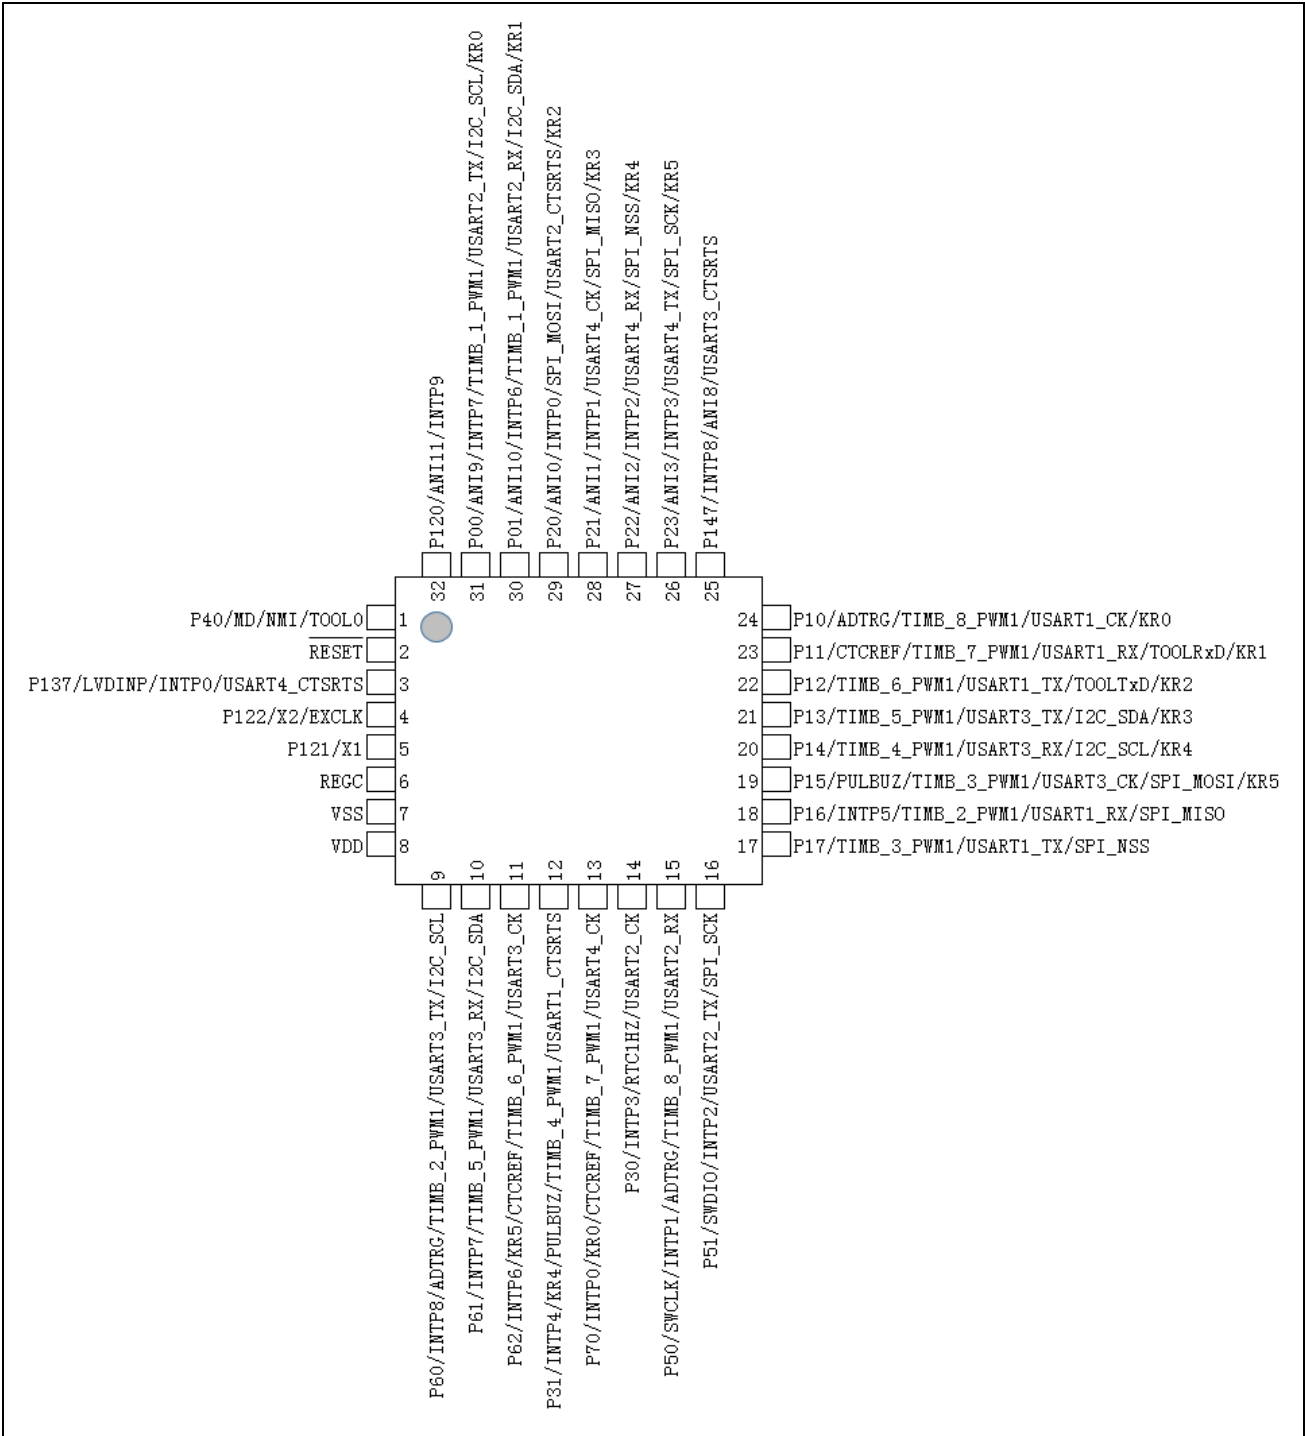 P120/ANI11/INTP9
P00/ANI9/INTP7/TIMB_1_PWM1/USART2_TX/I2C_SCL/KR0
P01/ANI10/INTP6/TIMB_1_PWM1/USART2_RX/I2C_SDA/KR1
P20/ANI0/INTP0/SPI_MOSI/USART2_CTSRTS/KR2
P21/ANI1/INTP1/USART4_CK/SPI_MISO/KR3
P22/ANI2/INTP2/USART4_RX/SPI_NSS/KR4
P23/ANI3/INTP3/USART4_TX/SPI_SCK/KR5
P147/INTP8/ANI8/USART3_CTSRTS
32
31
30
29
28
27
26
25
P40/MD/NMI/TOOL0 1
RESET 2
P137/LVDINP/INTP0/USART4_CTSRTS 3
P122/X2/EXCLK 4
P121/X1 5
REGC 6
VSS 7
VDD 8
24 P10/ADTRG/TIMB_8_PWM1/USART1_CK/KR0
23 P11/CTCREF/TIMB_7_PWM1/USART1_RX/TOOLRxD/KR1
22 P12/TIMB_6_PWM1/USART1_TX/TOOLTxD/KR2
21 P13/TIMB_5_PWM1/USART3_TX/I2C_SDA/KR3
20 P14/TIMB_4_PWM1/USART3_RX/I2C_SCL/KR4
19 P15/PULBUZ/TIMB_3_PWM1/USART3_CK/SPI_MOSI/KR5
18 P16/INTP5/TIMB_2_PWM1/USART1_RX/SPI_MISO
17 P17/TIMB_3_PWM1/USART1_TX/SPI_NSS
9
10
11
12
13
14
15
16
P60/INTP8/ADTRG/TIMB_2_PWM1/USART3_TX/I2C_SCL
P61/INTP7/TIMB_5_PWM1/USART3_RX/I2C_SDA
P62/INTP6/KR5/CTCREF/TIMB_6_PWM1/USART3_CK
P31/INTP4/KR4/PULBUZ/TIMB_4_PWM1/USART1_CTSRTS
P70/INTP0/KR0/CTCREF/TIMB_7_PWM1/USART4_CK
P30/INTP3/RTC1HZ/USART2_CK
P50/SWCLK/INTP1/ADTRG/TIMB_8_PWM1/USART2_RX
P51/SWDIO/INTP2/USART2_TX/SPI_SCK